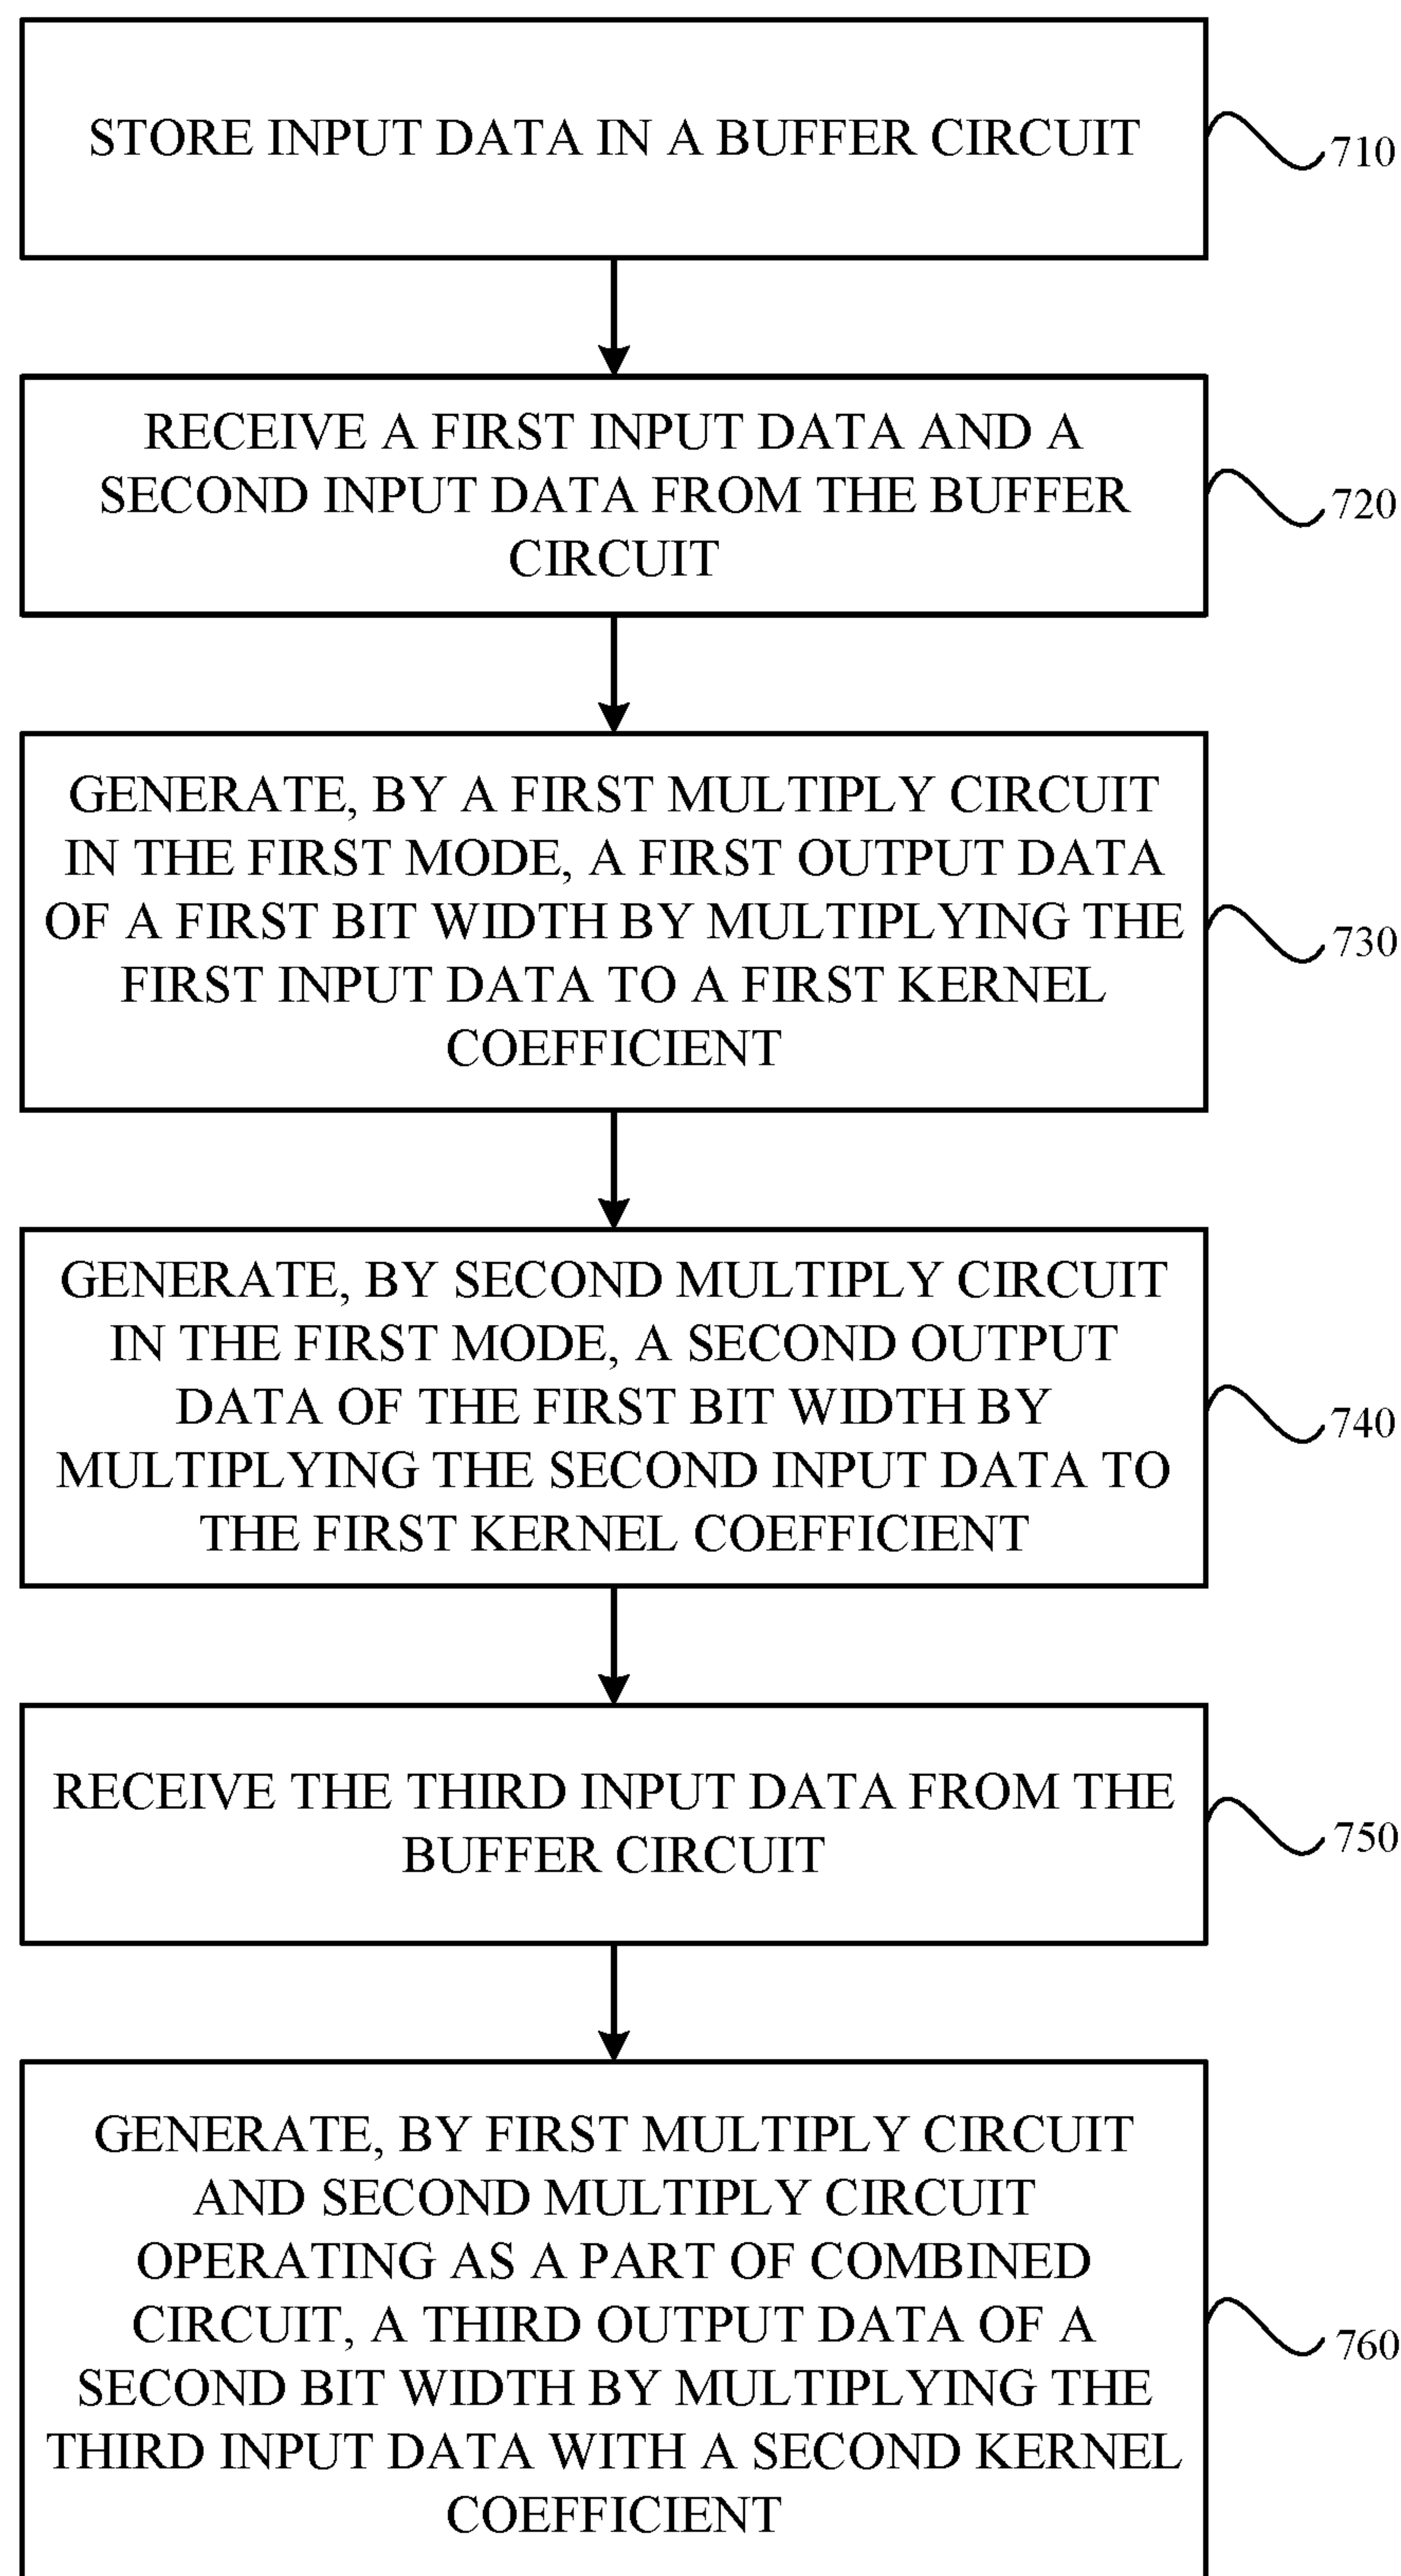 STORE INPUT DATA IN A BUFFER CIRCUIT
710
RECEIVE A FIRST INPUT DATA AND A
SECOND INPUT DATA FROM THE BUFFER
CIRCUIT
720
GENERATE, BY A FIRST MULTIPLY CIRCUIT
IN THE FIRST MODE, A FIRST OUTPUT DATA
OF A FIRST BIT WIDTH BY MULTIPLYING THE
FIRST INPUT DATA TO A FIRST KERNEL
COEFFICIENT
730
GENERATE, BY SECOND MULTIPLY CIRCUIT
IN THE FIRST MODE, A SECOND OUTPUT
DATA OF THE FIRST BIT WIDTH BY
MULTIPLYING THE SECOND INPUT DATA TO
THE FIRST KERNEL COEFFICIENT
740
RECEIVE THE THIRD INPUT DATA FROM THE
BUFFER CIRCUIT
750
GENERATE, BY FIRST MULTIPLY CIRCUIT
AND SECOND MULTIPLY CIRCUIT
OPERATING AS A PART OF COMBINED
CIRCUIT, A THIRD OUTPUT DATA OF A
SECOND BIT WIDTH BY MULTIPLYING THE
THIRD INPUT DATA WITH A SECOND KERNEL
COEFFICIENT
760